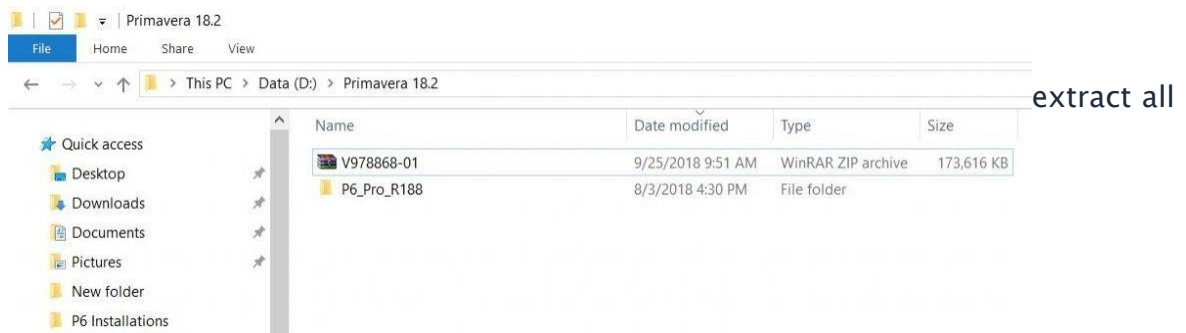 Primavera 18.2
File Home Share View
This PC > Data (D:) > Primavera 18.2
extract all
Name Date modified Type Size
Quick access
V978868-01 9/25/2018 9:51 AM WinRAR ZIP archive 173,616 KB
Desktop
P6_Pro_R188 8/3/2018 4:30 PM File folder
Downloads
Documents
Pictures
New folder
P6 Installations